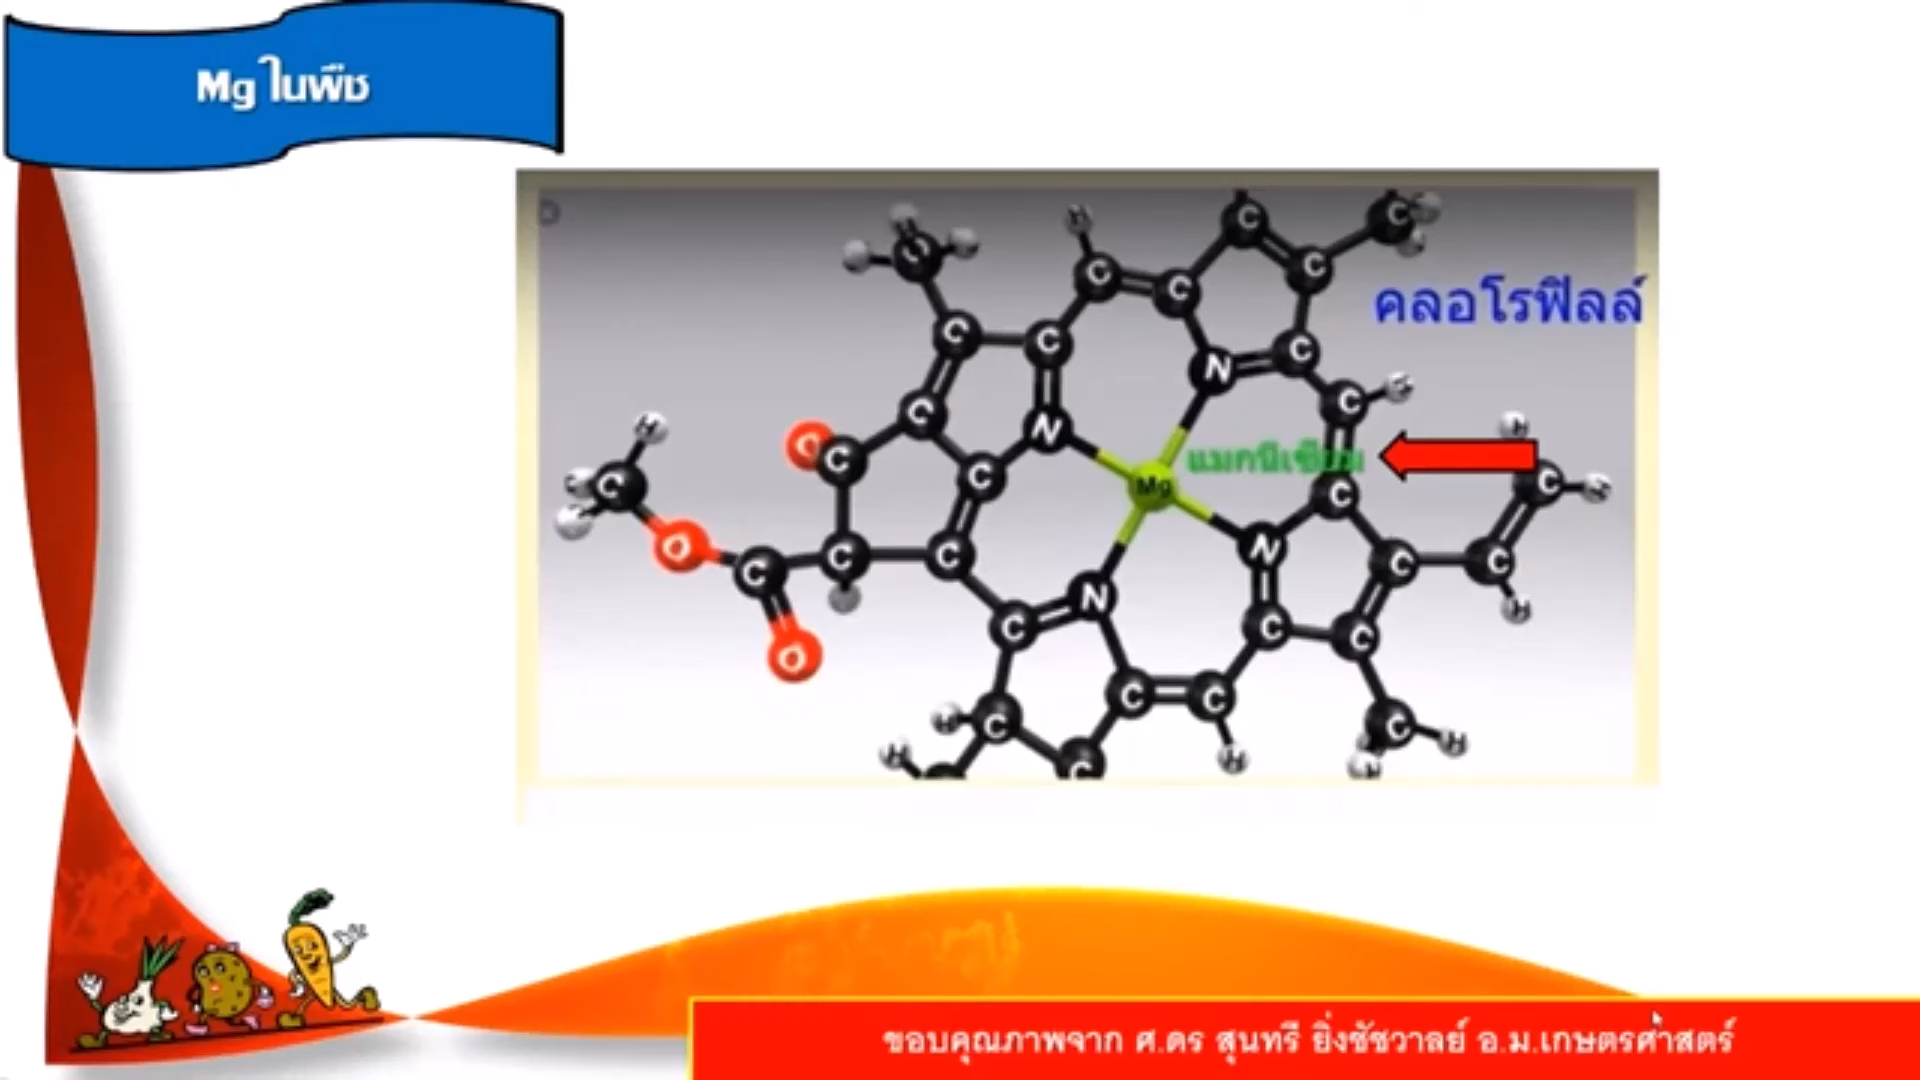 Mg ในพืช
คลอโรฟิลล์
แมกนีเซียม
Mg
ขอบคุณภาพจาก ศ.ดร สุนทรี ยิ่งชัชวาลย์ อ.ม.เกษตรศาสตร์